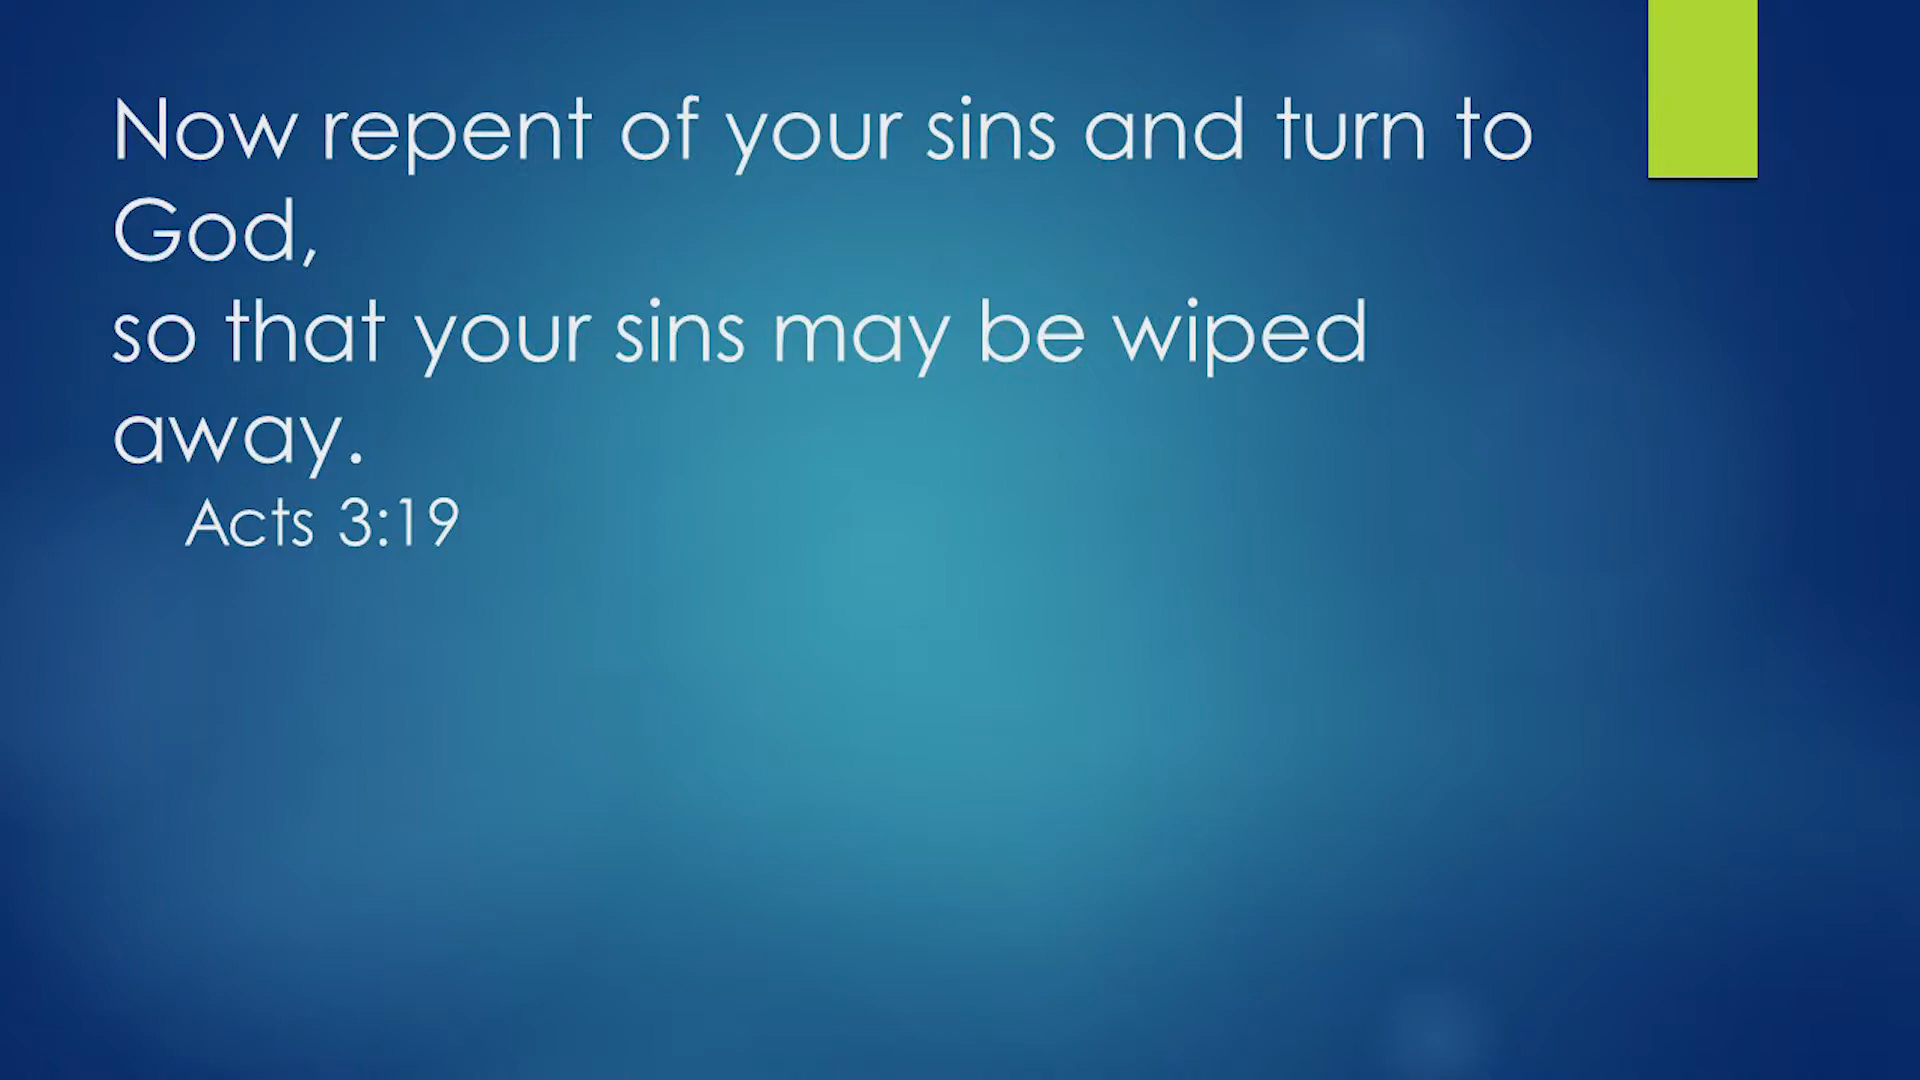 Now repent of your sins and turn to
God,
so that your sins may be wiped
away.
Acts 3:19